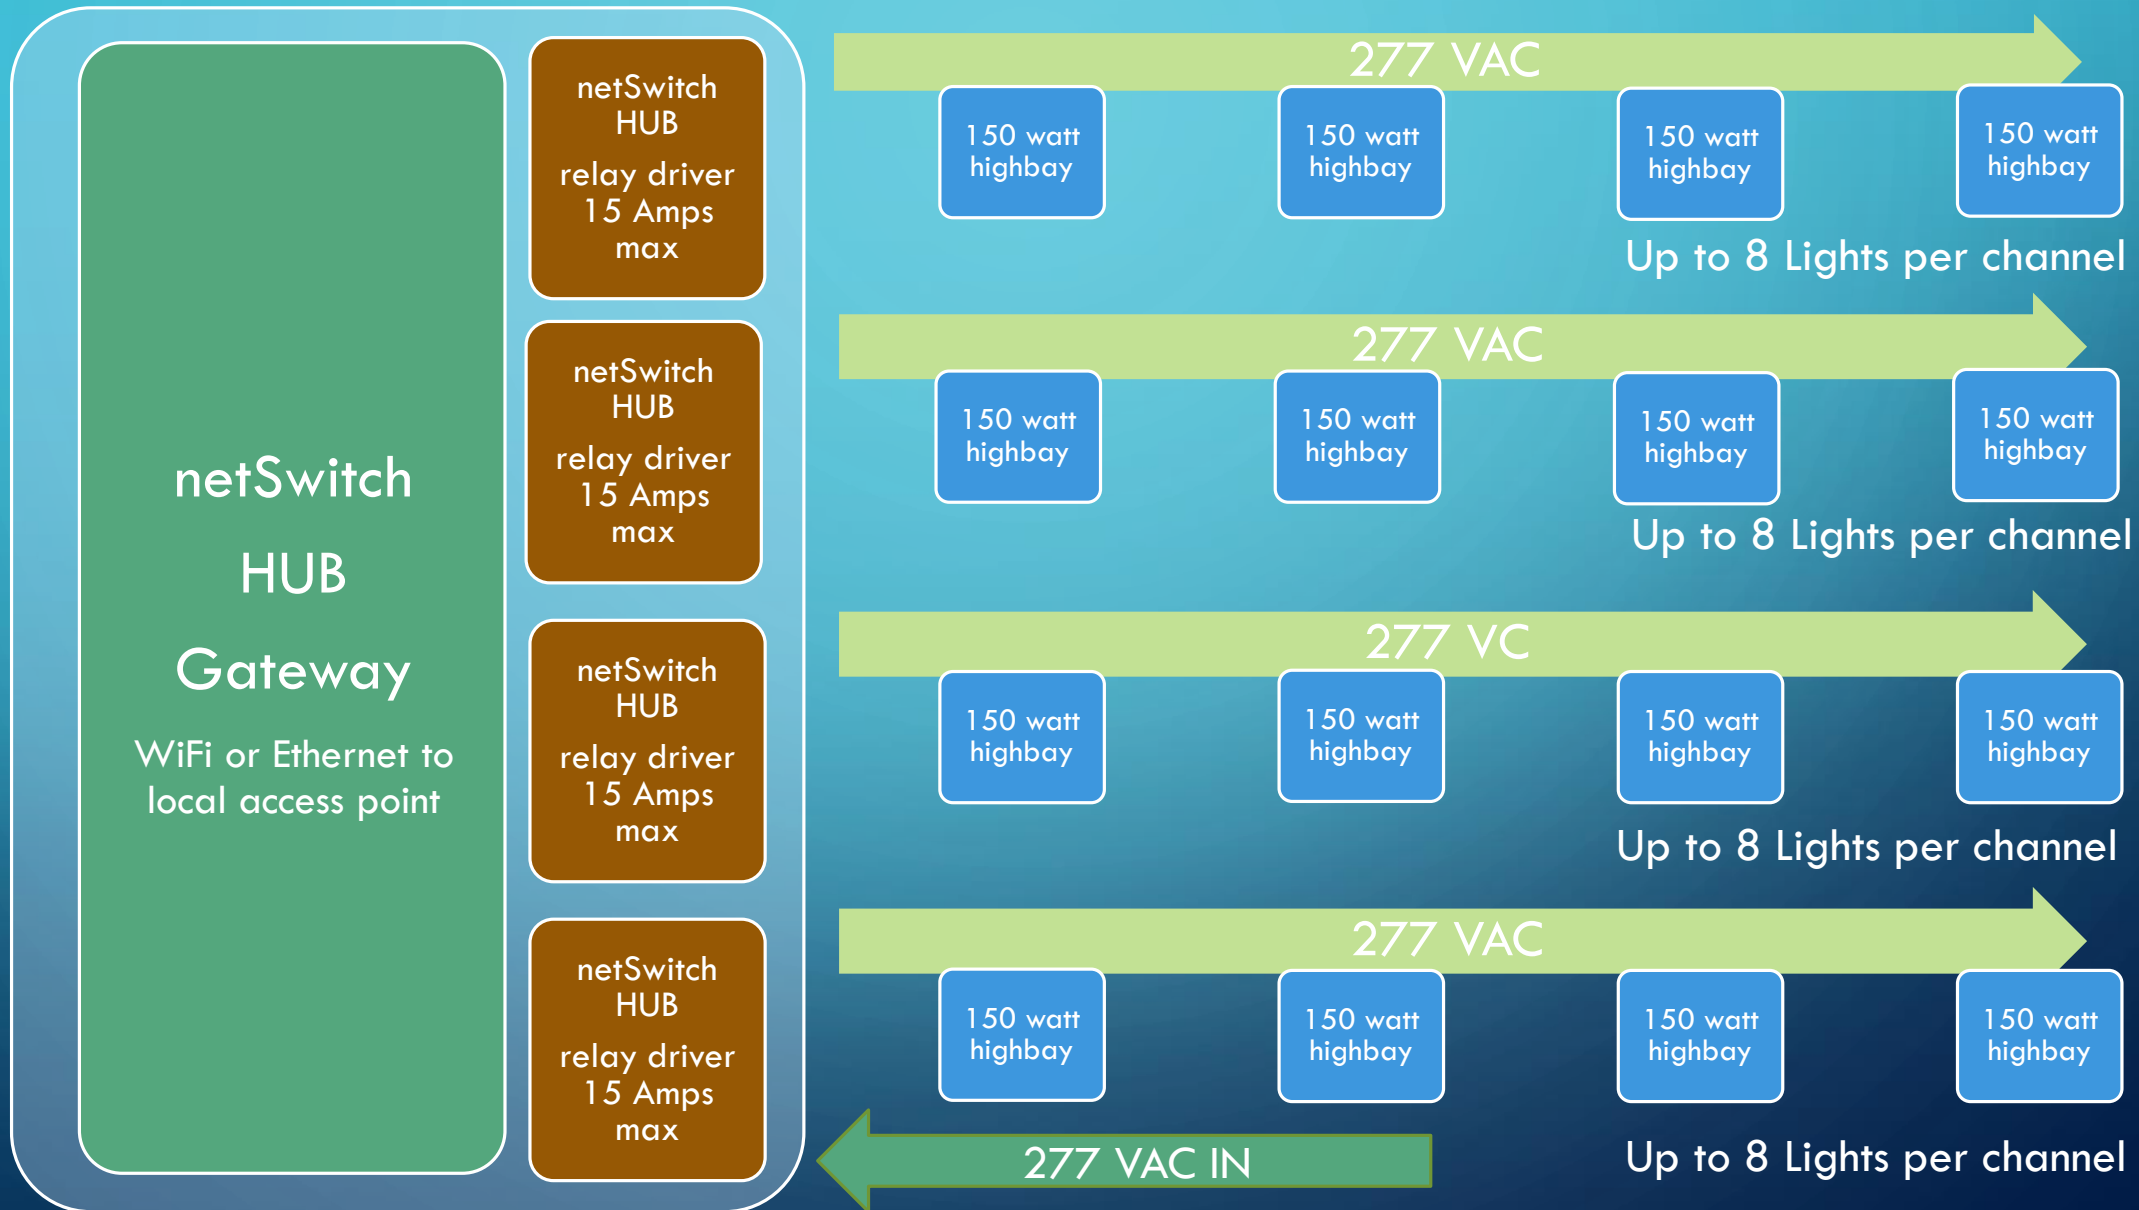 netSwitch
HUB
Gateway
WiFi or Ethernet to
local access point
netSwitch
HUB
relay driver
15 Amps
max
277 VAC
150 watt
highbay
150 watt
highbay
150 watt
highbay
150 watt
highbay
Up to 8 Lights per channel
netSwitch
HUB
relay driver
15 Amps
max
277 VAC
150 watt
highbay
150 watt
highbay
150 watt
highbay
150 watt
highbay
Up to 8 Lights per channel
netSwitch
HUB
relay driver
15 Amps
max
277 VC
150 watt
highbay
150 watt
highbay
150 watt
highbay
150 watt
highbay
Up to 8 Lights per channel
netSwitch
HUB
relay driver
15 Amps
max
277 VAC
150 watt
highbay
150 watt
highbay
150 watt
highbay
150 watt
highbay
277 VAC IN
Up to 8 Lights per channel